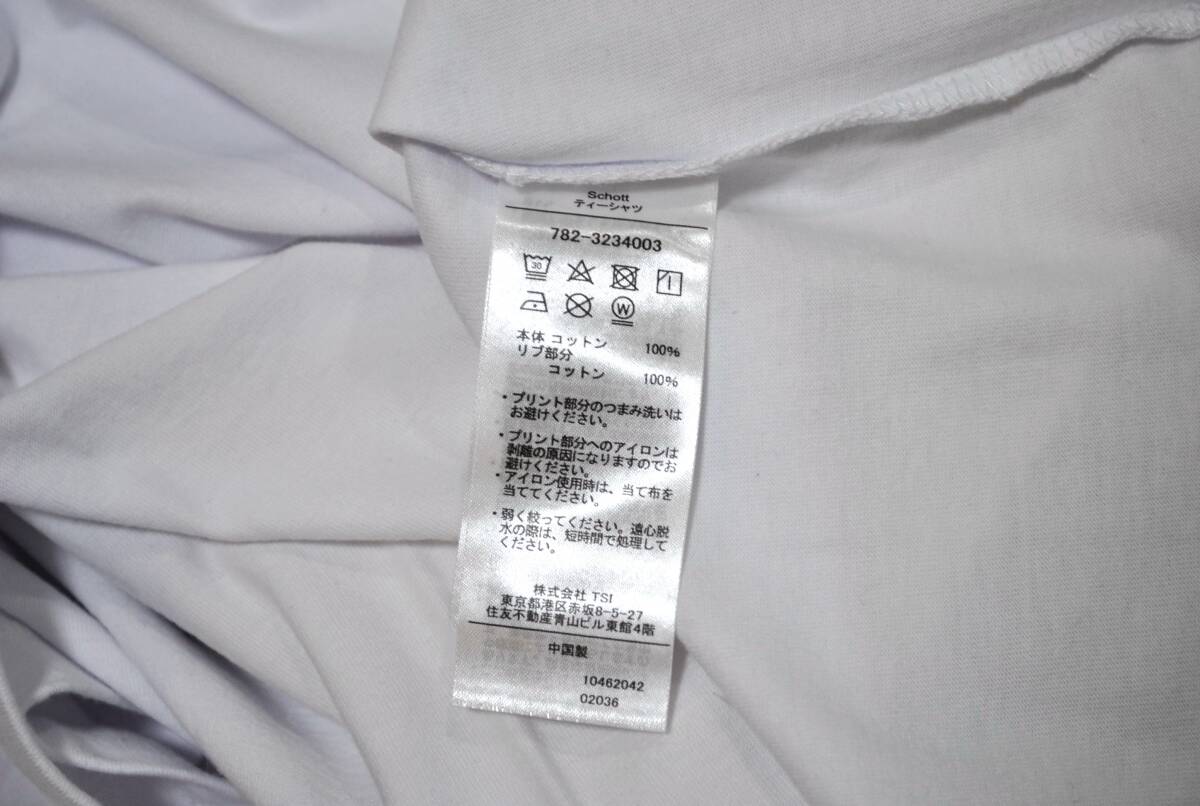 Schott
ティーシャツ
782-3234003
30
W
本体 コットン 100%
リブ部分
コットン 100%
・プリント部分のつまみ洗いは
お避けください。
・プリント部分へのアイロンは
剥離の原因になりますのでお
避けください。
・アイロン使用時は、当て布を
当ててください。
・弱く絞ってください。遠心脱
水の際は、短時間で処理して
ください。
株式会社 TSI
東京都港区赤坂8-5-27
住友不動産青山ビル東館4階
中国製
10462042
02036